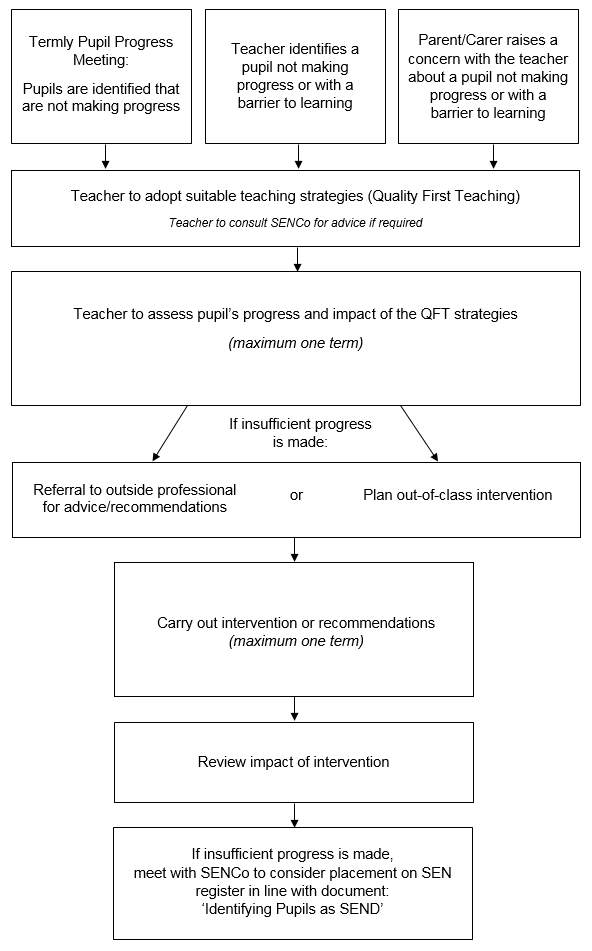 Termly Pupil Progress
Meeting:
Pupils are identified that
are not making progress
Teacher identifies a
pupil not making
progress or with a
barrier to learning
Parent/Carer raises a
concern with the teacher
about a pupil not making
progress or with a
barrier to learning
Teacher to adopt suitable teaching strategies (Quality First Teaching)
Teacher to consult SENCo for advice if required
Teacher to assess pupil's progress and impact of the QFT strategies
(maximum one term)
If insufficient progress
is made:
Referral to outside professional
for advice/recommendations
or
Plan out-of-class intervention
Carry out intervention or recommendations
(maximum one term)
Review impact of intervention
If insufficient progress is made,
meet with SENCo to consider placement on SEN
register in line with document:
‘Identifying Pupils as SEND’